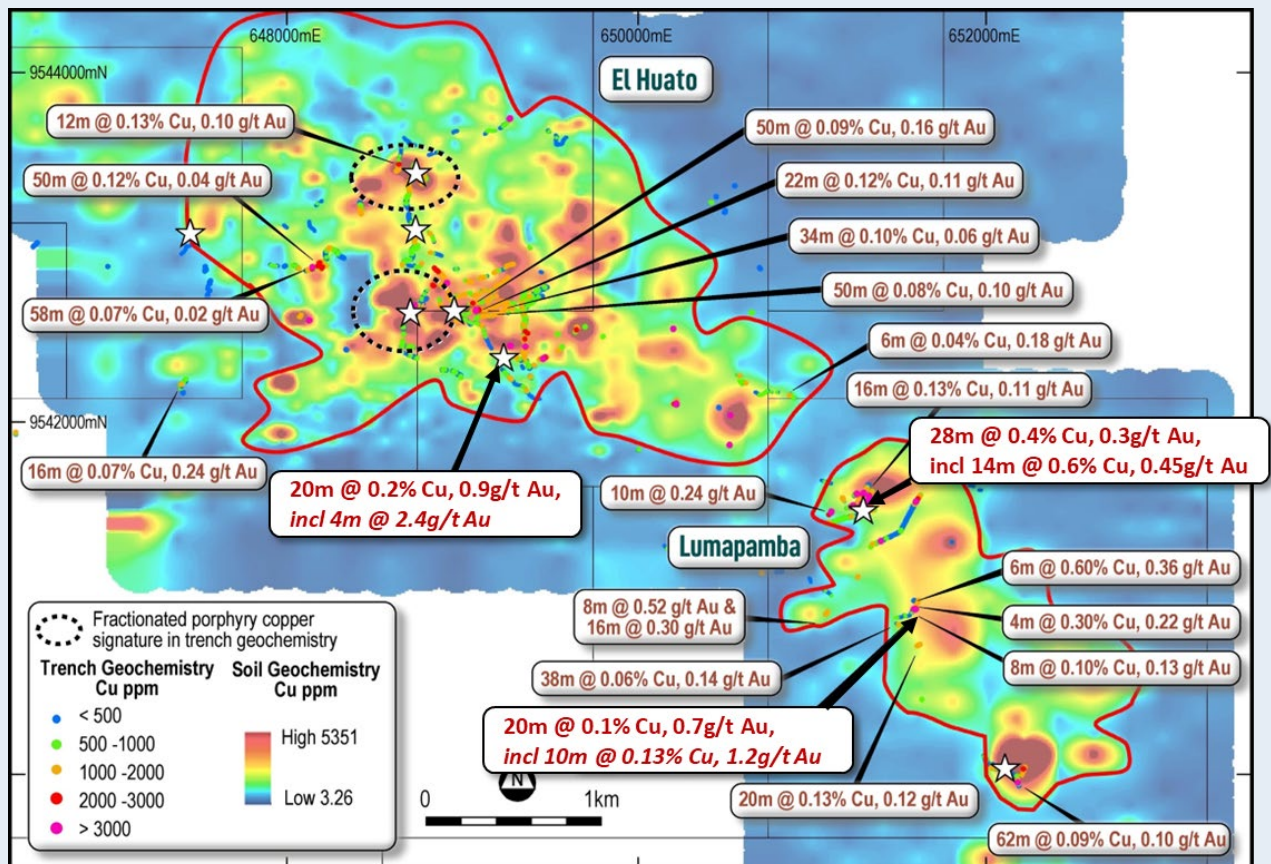 648000mE
650000mE
652000mE
9544000mN
El Huato
12m @ 0.13% Cu, 0.10 g/t Au
50m @ 0.09% Cu, 0.16 g/t Au
50m @ 0.12% Cu, 0.04 g/t Au
22m @ 0.12% Cu, 0.11 g/t Au
34m @ 0.10% Cu, 0.06 g/t Au
50m @ 0.08% Cu, 0.10 g/t Au
58m @ 0.07% Cu, 0.02 g/t Au
6m @ 0.04% Cu, 0.18 g/t Au
16m @ 0.13% Cu, 0.11 g/t Au
9542000mN
28m @ 0.4% Cu, 0.3g/t Au,
incl 14m @ 0.6% Cu, 0.45g/t Au
16m @ 0.07% Cu, 0.24 g/t Au
20m @ 0.2% Cu, 0.9g/t Au,
incl 4m @ 2.4g/t Au
10m @ 0.24 g/t Au
Lumapamba
6m @ 0.60% Cu, 0.36 g/t Au
8m @ 0.52 g/t Au &
16m @ 0.30 g/t Au
4m @ 0.30% Cu, 0.22 g/t Au
8m @ 0.10% Cu, 0.13 g/t Au
38m @ 0.06% Cu, 0.14 g/t Au
20m @ 0.1% Cu, 0.7g/t Au,
incl 10m @ 0.13% Cu, 1.2g/t Au
20m @ 0.13% Cu, 0.12 g/t Au
62m @ 0.09% Cu, 0.10 g/t Au
Fractionated porphyry copper
signature in trench geochemistry
Trench Geochemistry
Cu ppm
< 500
500 -1000
1000 -2000
2000 -3000
> 3000
Soil Geochemistry
Cu ppm
High 5351
Low 3.26
N
0
1km